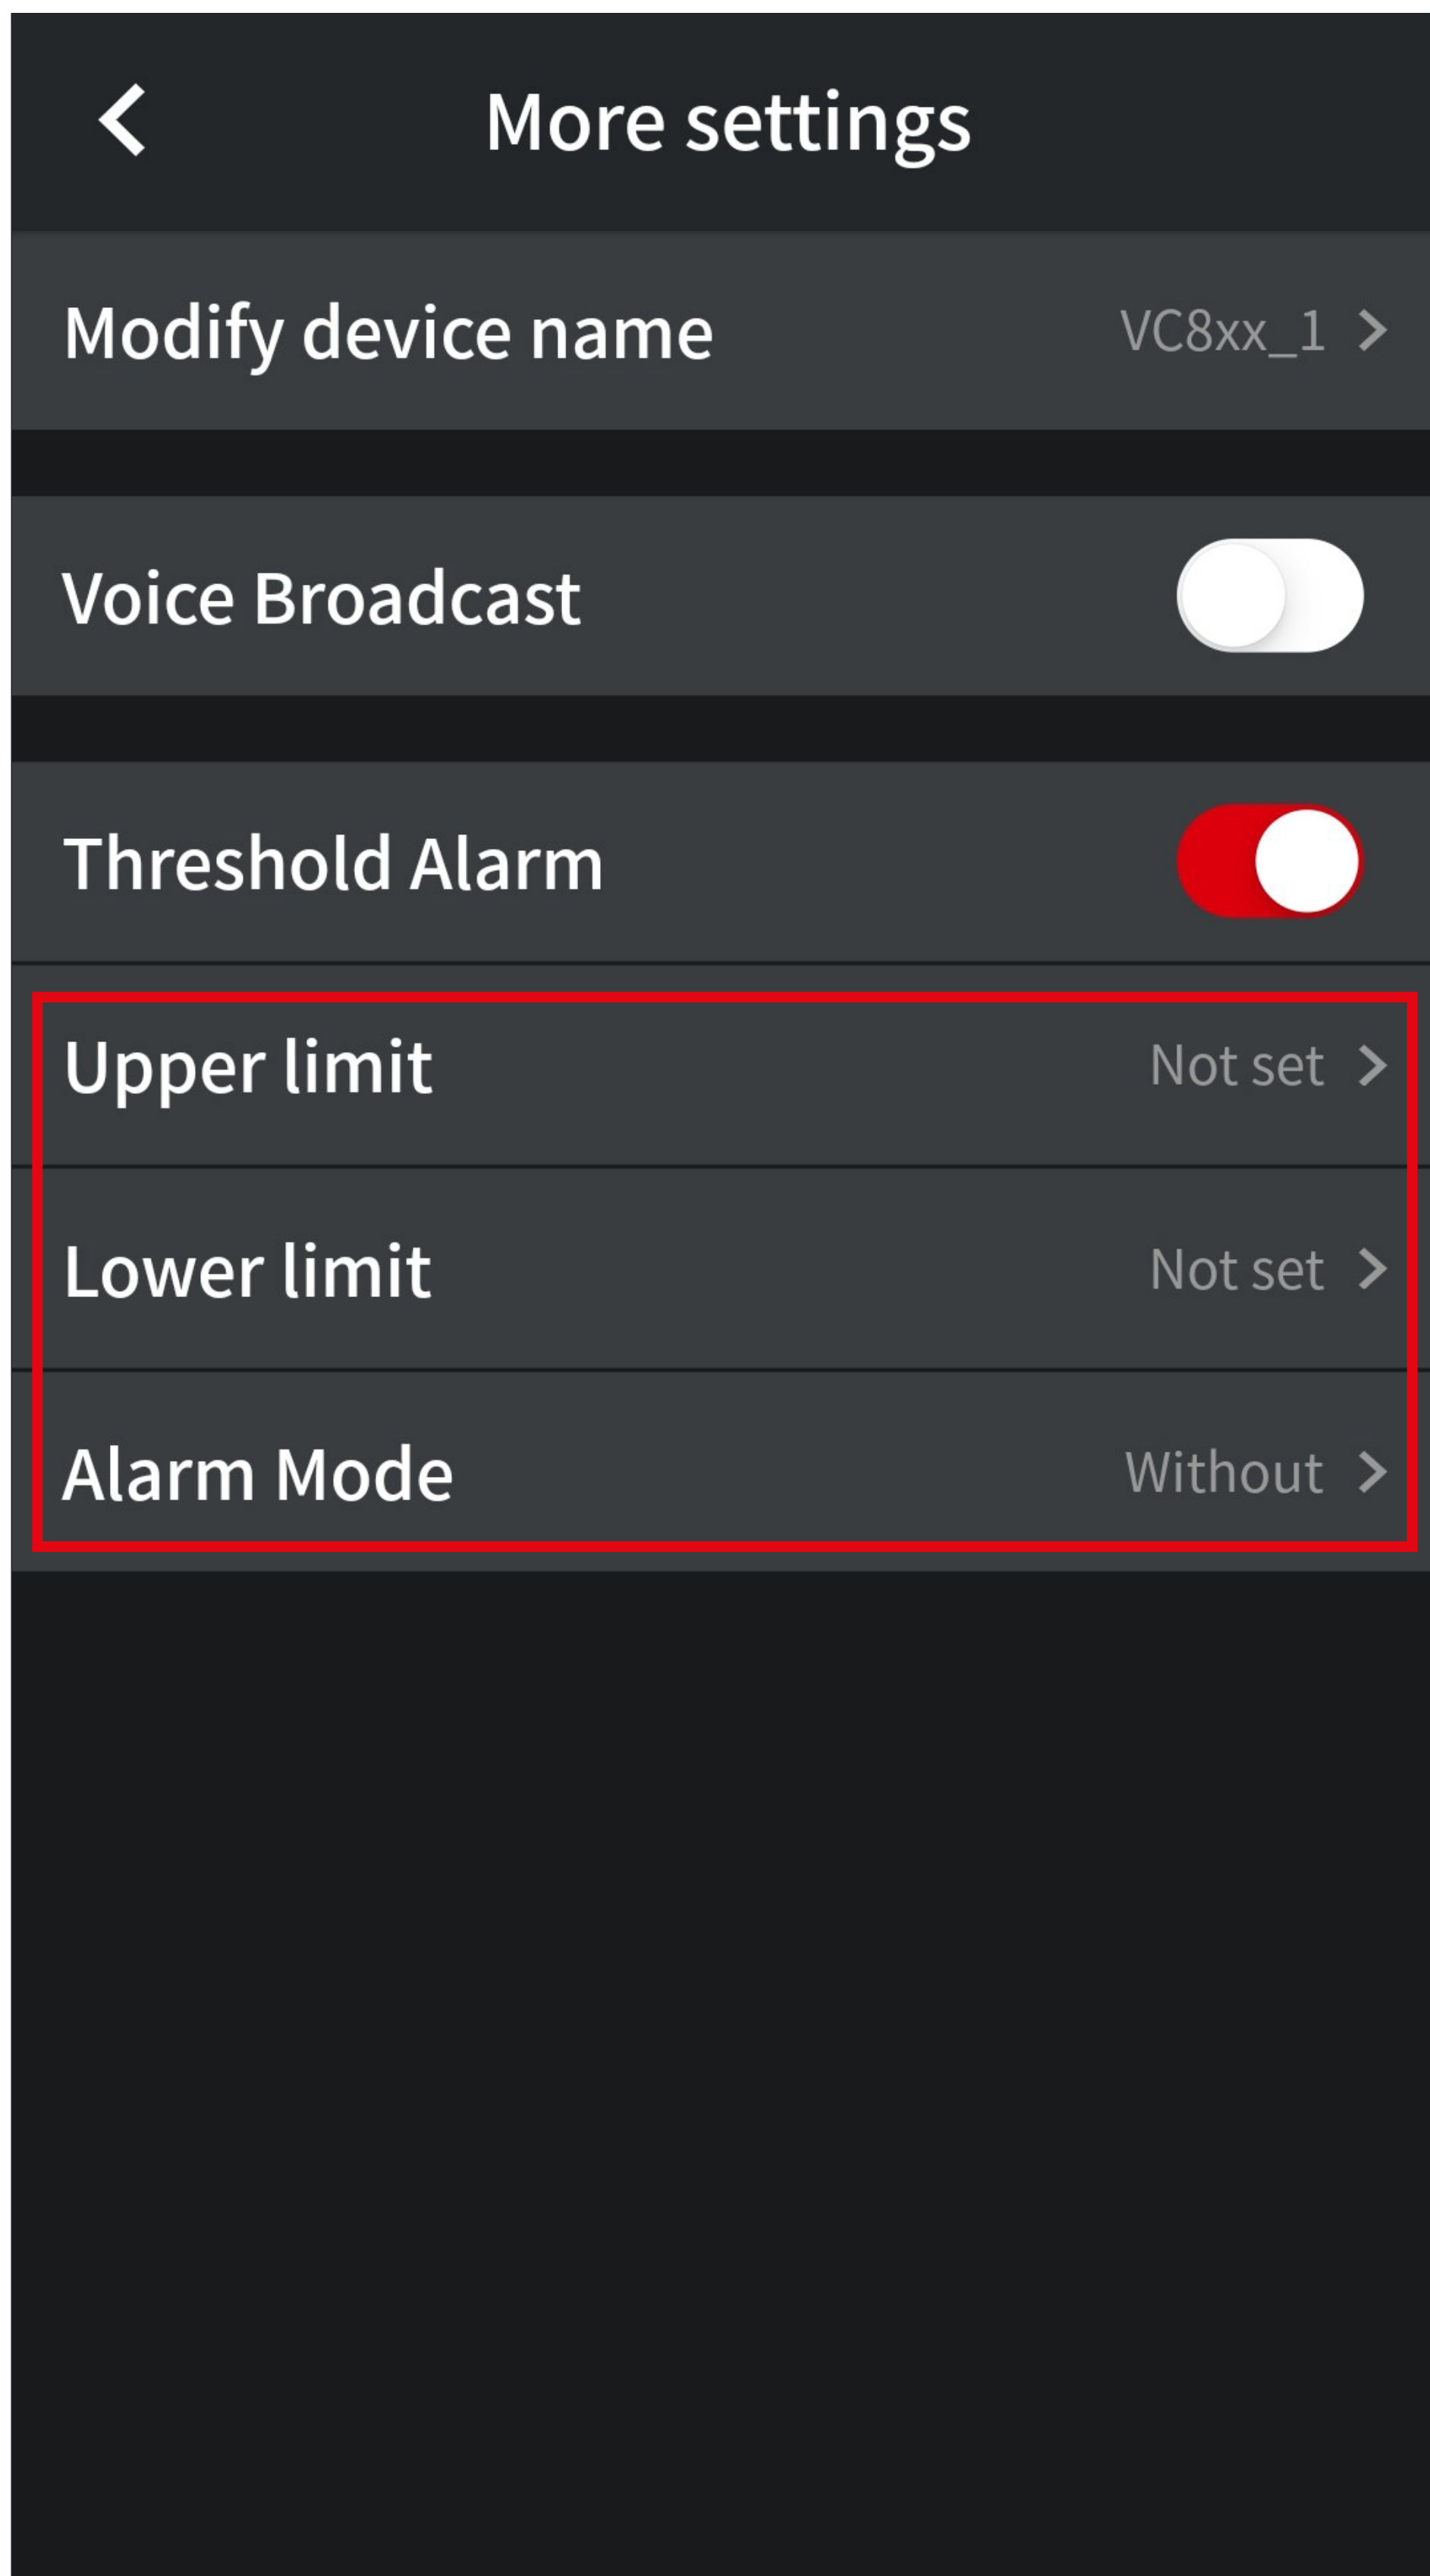 More settings
Modify device name VC8xx_1
Voice Broadcast
Threshold Alarm
Upper limit Not set
Lower limit Not set
Alarm Mode Without